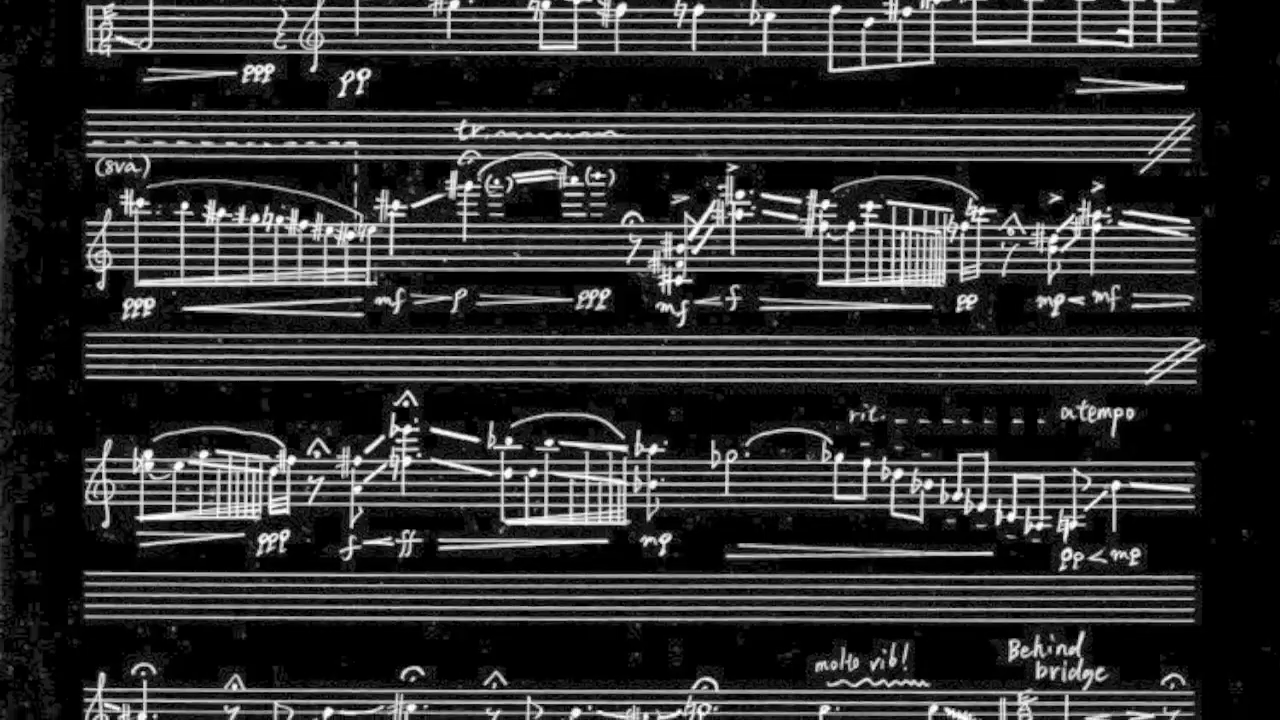 ppp pp
tr
(8va)
ppp mf p ppp mf f pp mp mf
rit. a tempo
ppp f ff mp pp mp
molto vib!
Behind
bridge